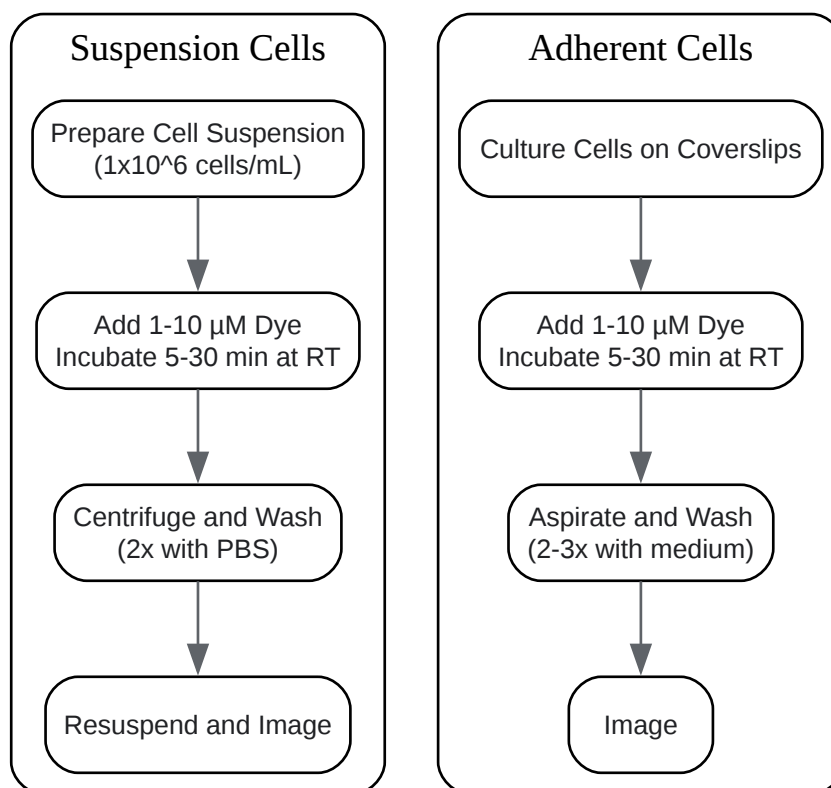 Suspension Cells
Prepare Cell Suspension
(1x10^6 cells/mL)
Add 1-10 µM Dye
Incubate 5-30 min at RT
Centrifuge and Wash
(2x with PBS)
Resuspend and Image
Adherent Cells
Culture Cells on Coverslips
Add 1-10 µM Dye
Incubate 5-30 min at RT
Aspirate and Wash
(2-3x with medium)
Image